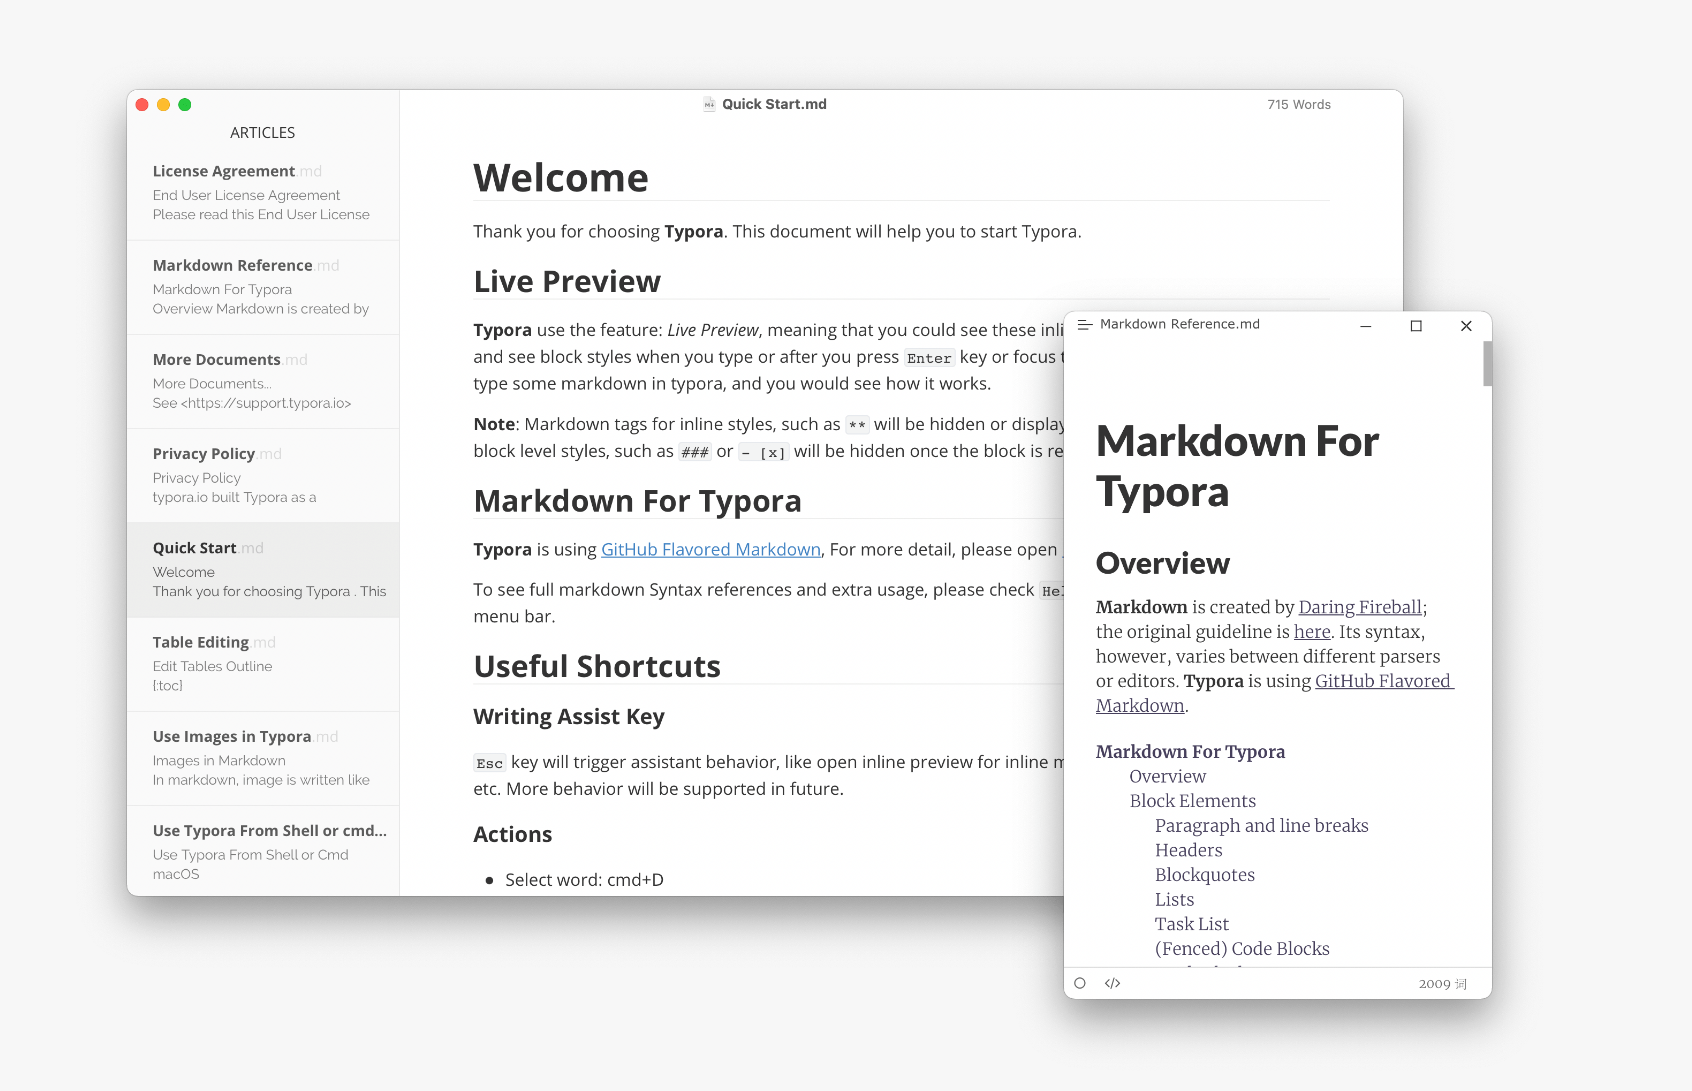 ARTICLES
License Agreement.md
End User License Agreement
Please read this End User License
Markdown Reference.md
Markdown For Typora
Overview Markdown is created by
More Documents.md
More Documents...
See <https://support.typora.io>
Privacy Policy.md
Privacy Policy
typora.io built Typora as a
Quick Start.md
Welcome
Thank you for choosing Typora . This
Table Editing.md
Edit Tables Outline
[:toc]
Use Images in Typora.md
Images in Markdown
In markdown, image is written like
Use Typora From Shell or cmd...
Use Typora From Shell or Cmd
macOS
Quick Start.md
715 Words
Welcome
Thank you for choosing Typora. This document will help you to start Typora.
Live Preview
Typora use the feature: Live Preview, meaning that you could see these inli
and see block styles when you type or after you press Enter key or focus
type some markdown in typora, and you would see how it works.
Note: Markdown tags for inline styles, such as ** will be hidden or display
block level styles, such as ### or - [x] will be hidden once the block is re
Markdown For Typora
Typora is using GitHub Flavored Markdown, For more detail, please open
To see full markdown Syntax references and extra usage, please check Hel
menu bar.
Useful Shortcuts
Writing Assist Key
Esc key will trigger assistant behavior, like open inline preview for inline m
etc. More behavior will be supported in future.
Actions
• Select word: cmd+D
Markdown Reference.md
Markdown For
Typora
Overview
Markdown is created by Daring Fireball;
the original guideline is here. Its syntax,
however, varies between different parsers
or editors. Typora is using GitHub Flavored
Markdown.
Markdown For Typora
Overview
Block Elements
Paragraph and line breaks
Headers
Blockquotes
Lists
Task List
(Fenced) Code Blocks
</>
2009 词